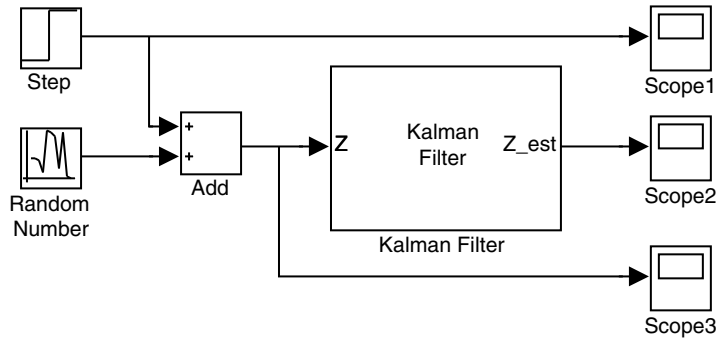 Step
Scope1
+
+
Add
Random
Number
Z
Kalman
Filter
Z_est
Kalman Filter
Scope2
Scope3